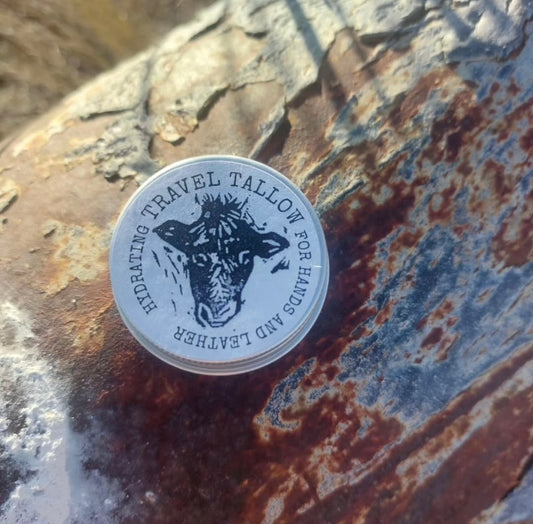 HYDRATING TRAVEL TALLOW FOR HANDS AND LEATHER